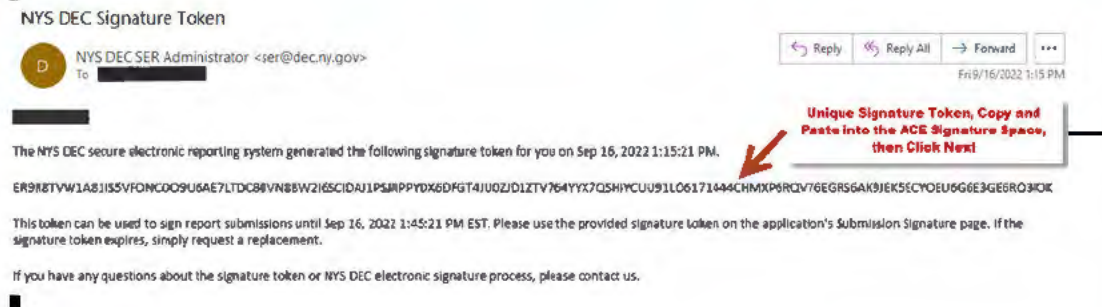 NYS DEC Signature Token
D
NYS DEC SER Administrator <ser@dec.ny.gov>
To
Reply Reply All Forward
Fri 9/16/2022 1:15 PM
Unique Signature Token, Copy and
Paste into the ACE Signature Space,
then Click Next
The NYS DEC secure electronic reporting system generated the following signature token for you on Sep 16, 2022 1:15:21 PM.
This token can be used to sign report submissions until Sep 16, 2022 1:45:21 PM EST. Please use the provided signature token on the application's Submission Signature page. If the
signature token expires, simply request a replacement.
If you have any questions about the signature token or NYS DEC electronic signature process, please contact us.